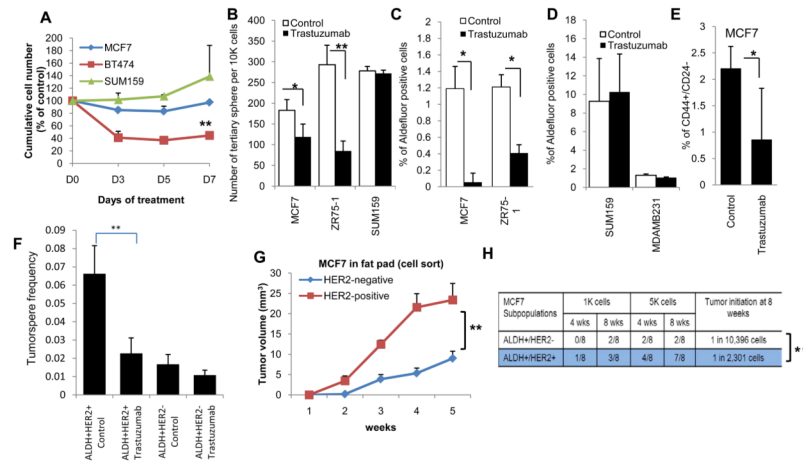 A
Cumulative cell number
(% of control)
200
180
160
140
120
100
80
60
40
20
0
MCF7
BT474
SUM159
**
D0 D3 D5 D7
Days of treatment
B
Number of tertiary sphere per 10K cells
400
350
300
250
200
150
100
50
0
Control
Trastuzumab
*
**
MCF7
ZR75-1
SUM159
C
% of Aldefluor positive cells
2
1.8
1.6
1.4
1.2
1
0.8
0.6
0.4
0.2
0
Control
Trastuzumab
*
*
MCF7
ZR75-
1
D
%of Aldefluor positive cells
20
18
16
14
12
10
8
6
4
2
0
Control
Trastuzumab
SUM159
MDAMB231
E
MCF7
% of CD44+/CD24-
3
2.5
2
1.5
1
0.5
0
*
Control
Trastuzumab
F
Tumorspere frequency
0.09
0.08
0.07
0.06
0.05
0.04
0.03
0.02
0.01
0
**
ALDH+HER2+
Control
ALDH+HER2+
Trastuzumab
ALDH+HER2-
Control
ALDH+HER2-
Trastuzumab
G
MCF7 in fat pad (cell sort)
HER2-negative
HER2-positive
Tumor volume (mm³)
30
25
20
15
10
5
0
**
1 2 3 4 5
weeks
H
MCF7
Subpopulations
1K cells 5K cells Tumor initiation at 8
weeks
4 wks 8 wks 4 wks 8 wks
ALDH+/HER2- 0/8 2/8 2/8 2/8 1 in 10,396 cells
ALDH+/HER2+ 1/8 3/8 4/8 7/8 1 in 2,301 cells